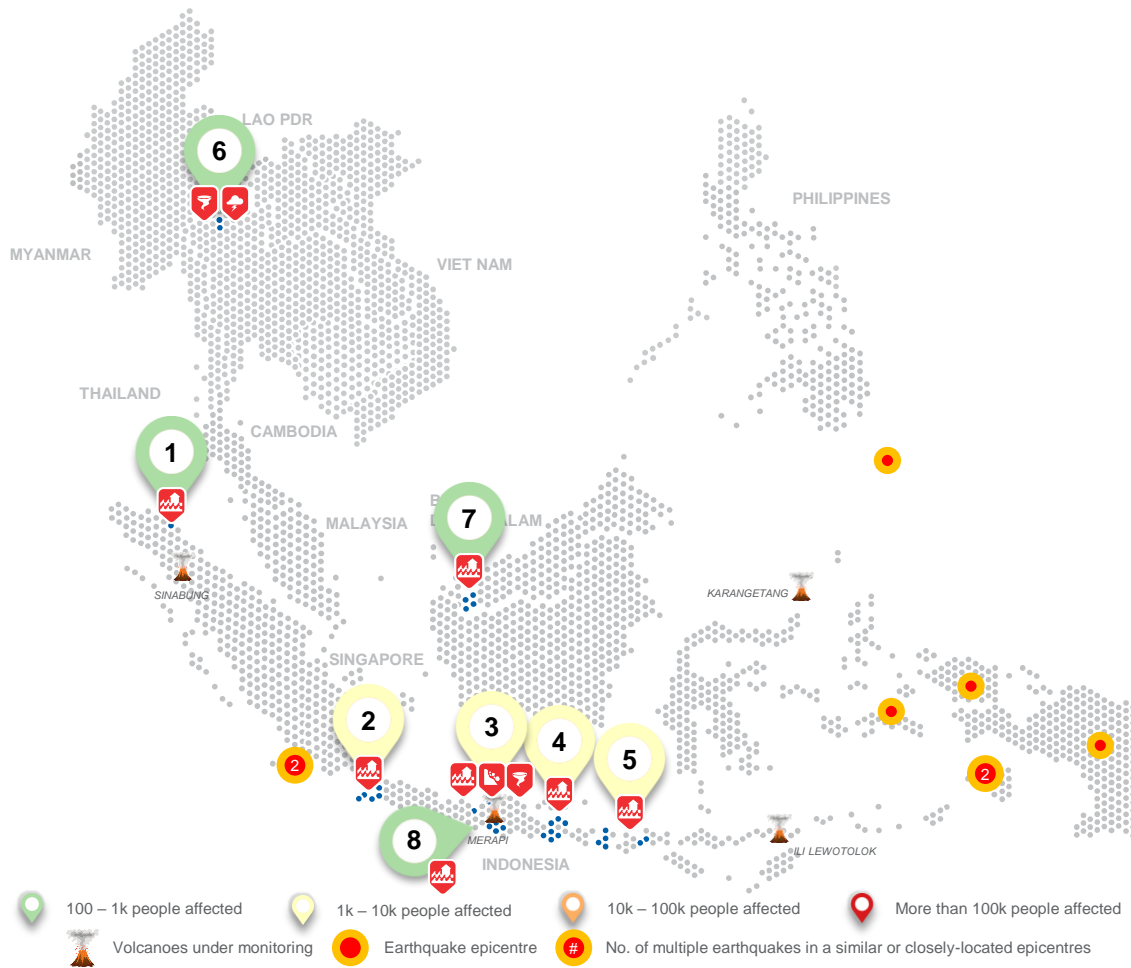 LAO PDR
6
PHILIPPINES
MYANMAR
VIET NAM
THAILAND
CAMBODIA
1
B
7
ALAM
MALAYSIA
SINABUNG
KARANGETANG
SINGAPORE
2
3
4
5
2
2
8
MERAPI
INDONESIA
ILI LEWOTOLOK
100 – 1k people affected
1k – 10k people affected
10k – 100k people affected
More than 100k people affected
Volcanoes under monitoring
Earthquake epicentre
# No. of multiple earthquakes in a similar or closely-located epicentres